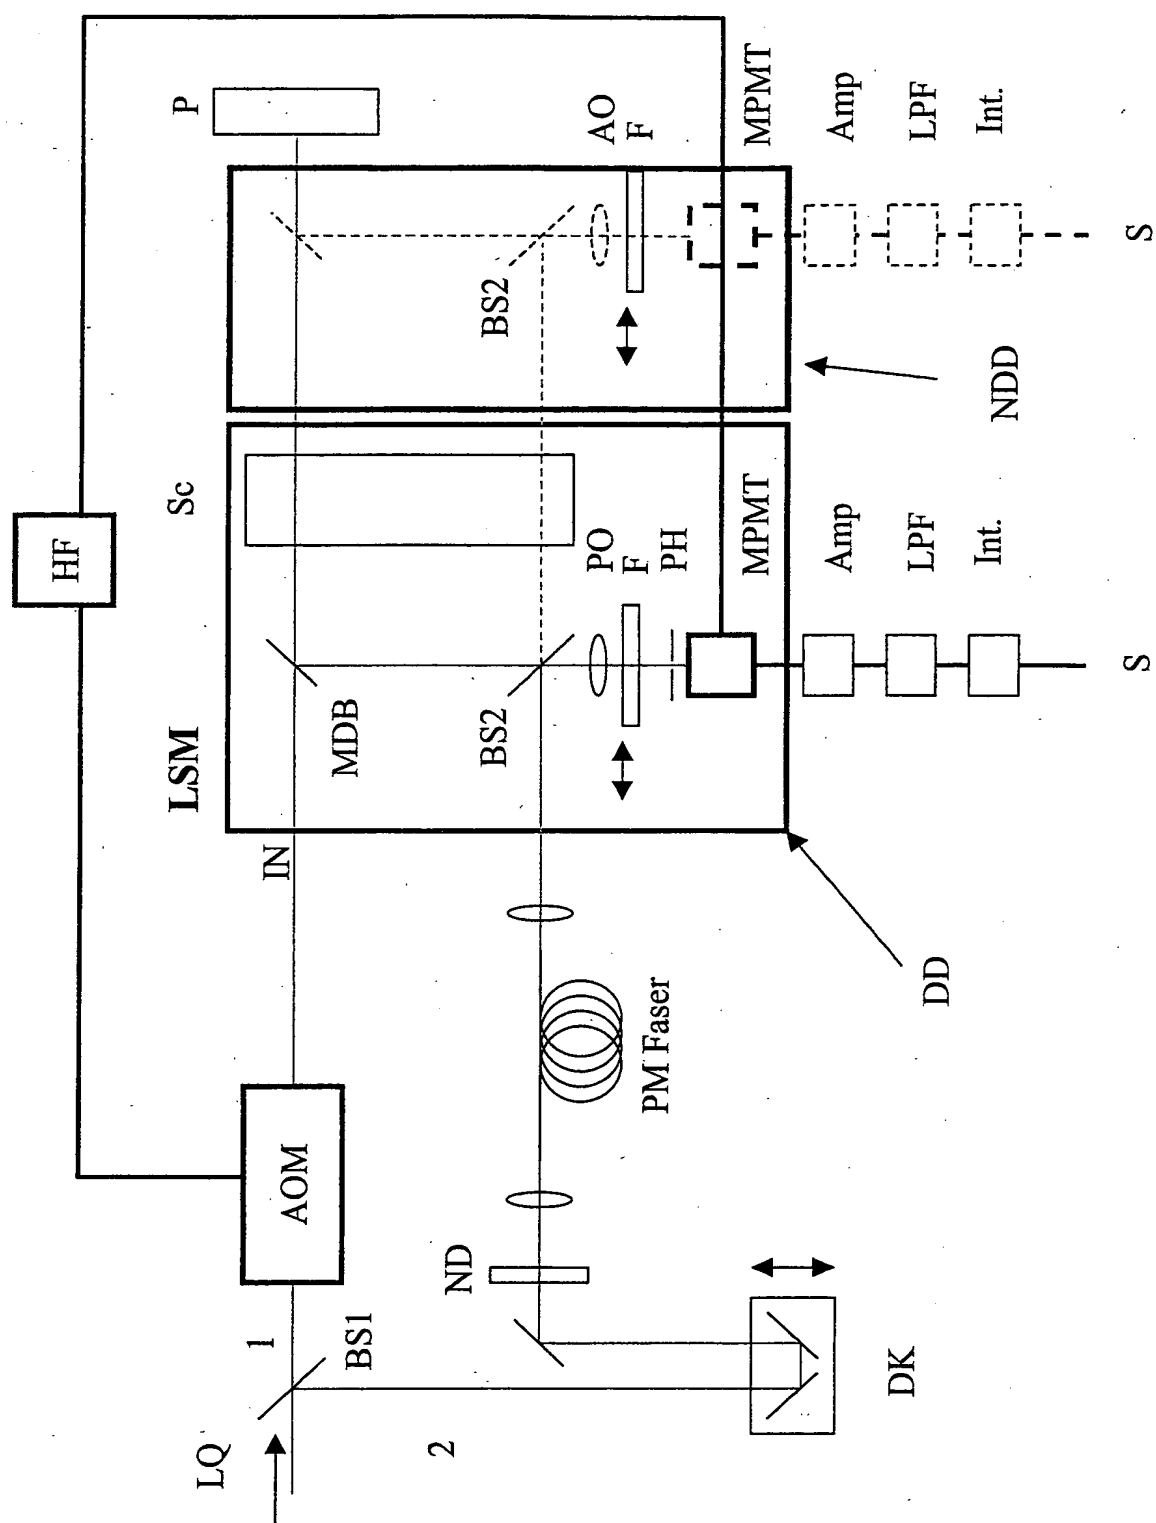 HF
P
Sc
LSM
IN
AOM
1
BS1
LQ
2
MDB
BS2
BS2
AO
F
PO
F
PH
MPMT
MPMT
Amp
LPF
Int.
Amp
LPF
Int.
S
S
NDD
DD
PM Faser
ND
DK